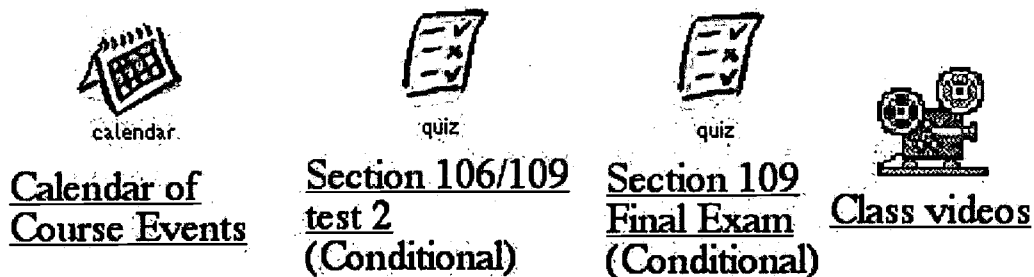 calendar
Calendar of
Course Events
quiz
Section 106/109
test 2
(Conditional)
quiz
Section 109
Final Exam
(Conditional)
Class videos